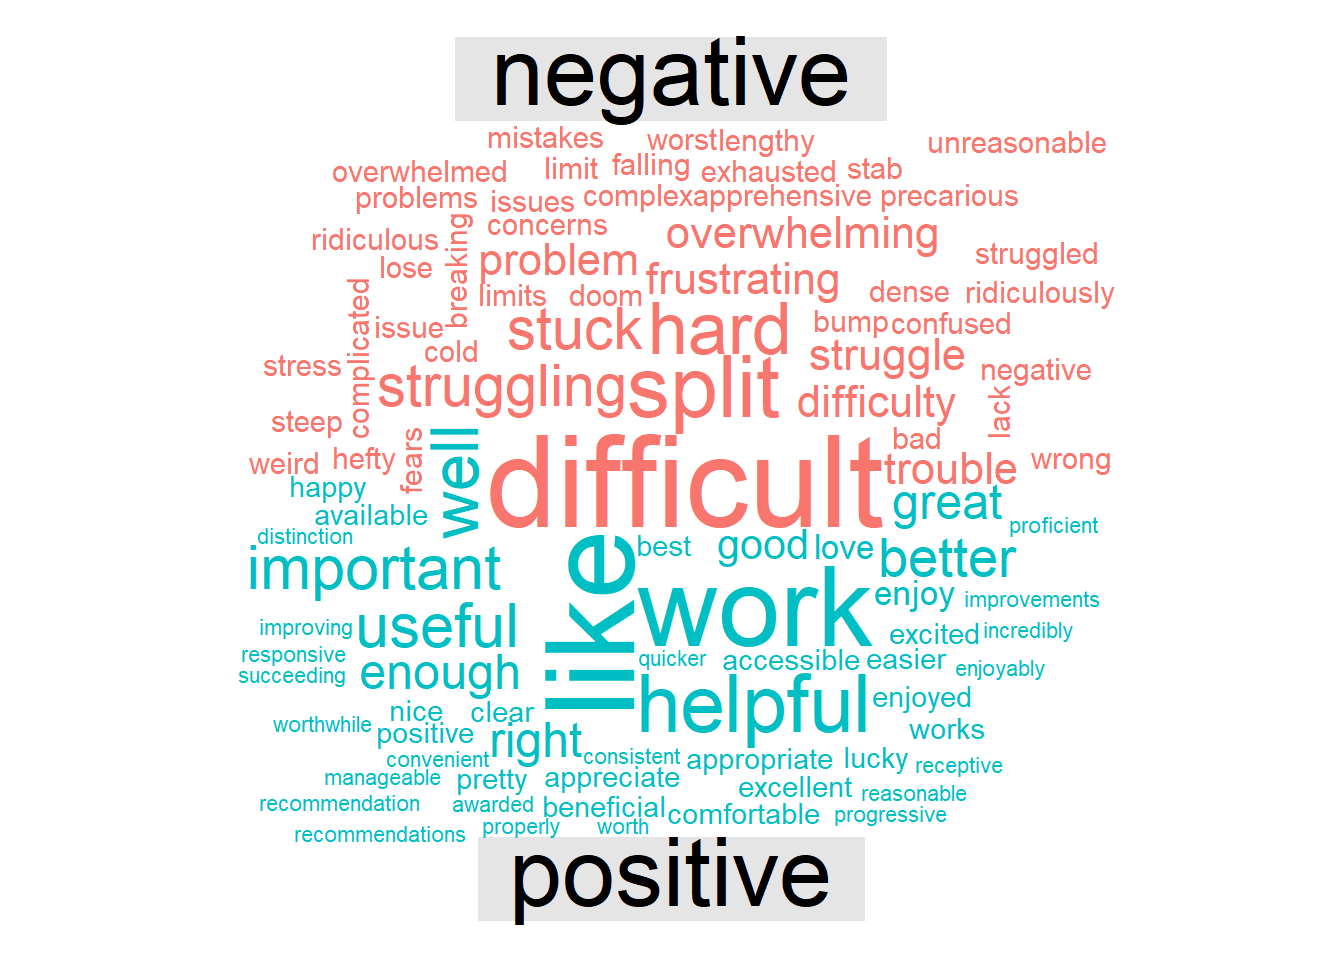 negative
mistakes worst lengthy unreasonable
overwhelmed limit falling exhausted stab
problems issues complex apprehensive precarious
ridiculous breaking concerns overwhelming struggled
lose problem frustrating
complicated limits doom dense ridiculously
issue stuck hard bump confused
stress cold struggling split struggle negative
steep difficulty lack
weird hefty fears well difficult bad trouble wrong
happy great
available proficient
distinction important like best good love better
work enjoy improvements
improving useful excited incredibly
responsive enough quicker accessible easier enjoyably
succeeding helpful enjoyed
worthwhile nice clear works
positive right
convenient consistent appropriate lucky receptive
manageable pretty appreciate excellent reasonable
recommendation awarded beneficial comfortable progressive
recommendations properly worth
positive